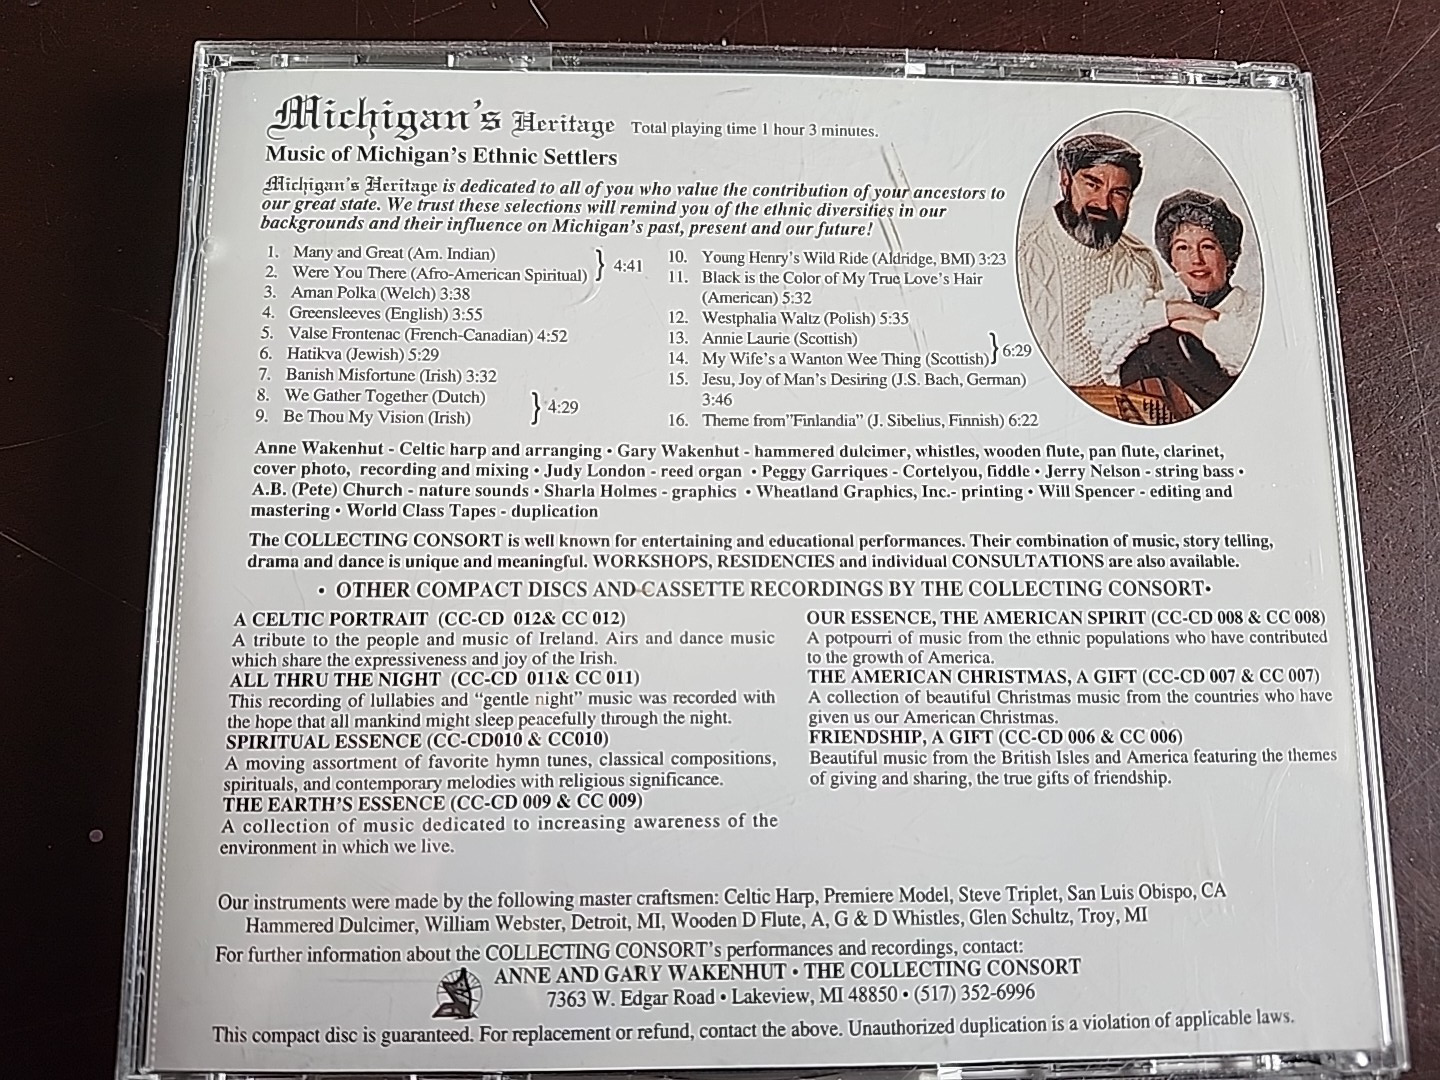 Michigan's Heritage Total playing time 1 hour 3 minutes.
Music of Michigan's Ethnic Settlers
Michigan's Heritage is dedicated to all of you who value the contribution of your ancestors to
our great state. We trust these selections will remind you of the ethnic diversities in our
backgrounds and their influence on Michigan's past, present and our future!
1. Many and Great (Am. Indian)
2. Were You There (Afro-American Spiritual) } 4:41
3. Aman Polka (Welch) 3:38
4. Greensleeves (English) 3:55
5. Valse Frontenac (French-Canadian) 4:52
6. Hatikva (Jewish) 5:29
7. Banish Misfortune (Irish) 3:32
8. We Gather Together (Dutch)
9. Be Thou My Vision (Irish) } 4:29
10. Young Henry's Wild Ride (Aldridge, BMI) 3:23
11. Black is the Color of My True Love's Hair
(American) 5:32
12. Westphalia Waltz (Polish) 5:35
13. Annie Laurie (Scottish)
14. My Wife's a Wanton Wee Thing (Scottish) } 6:29
15. Jesu, Joy of Man's Desiring (J.S. Bach, German)
3:46
16. Theme from"Finlandia" (J. Sibelius, Finnish) 6:22
Anne Wakenhut - Celtic harp and arranging • Gary Wakenhut - hammered dulcimer, whistles, wooden flute, pan flute, clarinet,
cover photo, recording and mixing • Judy London - reed organ • Peggy Garriques - Cortelyou, fiddle • Jerry Nelson - string bass •
A.B. (Pete) Church - nature sounds • Sharla Holmes - graphics • Wheatland Graphics, Inc.- printing • Will Spencer - editing and
mastering • World Class Tapes - duplication
The COLLECTING CONSORT is well known for entertaining and educational performances. Their combination of music, story telling,
drama and dance is unique and meaningful. WORKSHOPS, RESIDENCIES and individual CONSULTATIONS are also available.
• OTHER COMPACT DISCS AND CASSETTE RECORDINGS BY THE COLLECTING CONSORT•
A CELTIC PORTRAIT (CC-CD 012& CC 012)
A tribute to the people and music of Ireland. Airs and dance music
which share the expressiveness and joy of the Irish.
ALL THRU THE NIGHT (CC-CD 011& CC 011)
This recording of lullabies and "gentle night" music was recorded with
the hope that all mankind might sleep peacefully through the night.
SPIRITUAL ESSENCE (CC-CD010 & CC010)
A moving assortment of favorite hymn tunes, classical compositions,
spirituals, and contemporary melodies with religious significance.
THE EARTH'S ESSENCE (CC-CD 009 & CC 009)
A collection of music dedicated to increasing awareness of the
environment in which we live.
OUR ESSENCE, THE AMERICAN SPIRIT (CC-CD 008 & CC 008)
A potpourri of music from the ethnic populations who have contributed
to the growth of America.
THE AMERICAN CHRISTMAS, A GIFT (CC-CD 007 & CC 007)
A collection of beautiful Christmas music from the countries who have
given us our American Christmas.
FRIENDSHIP, A GIFT (CC-CD 006 & CC 006)
Beautiful music from the British Isles and America featuring the themes
of giving and sharing, the true gifts of friendship.
Our instruments were made by the following master craftsmen: Celtic Harp, Premiere Model, Steve Triplet, San Luis Obispo, CA
Hammered Dulcimer, William Webster, Detroit, MI, Wooden D Flute, A, G & D Whistles, Glen Schultz, Troy, MI
For further information about the COLLECTING CONSORT's performances and recordings, contact:
ANNE AND GARY WAKENHUT • THE COLLECTING CONSORT
7363 W. Edgar Road • Lakeview, MI 48850 • (517) 352-6996
This compact disc is guaranteed. For replacement or refund, contact the above. Unauthorized duplication is a violation of applicable laws.